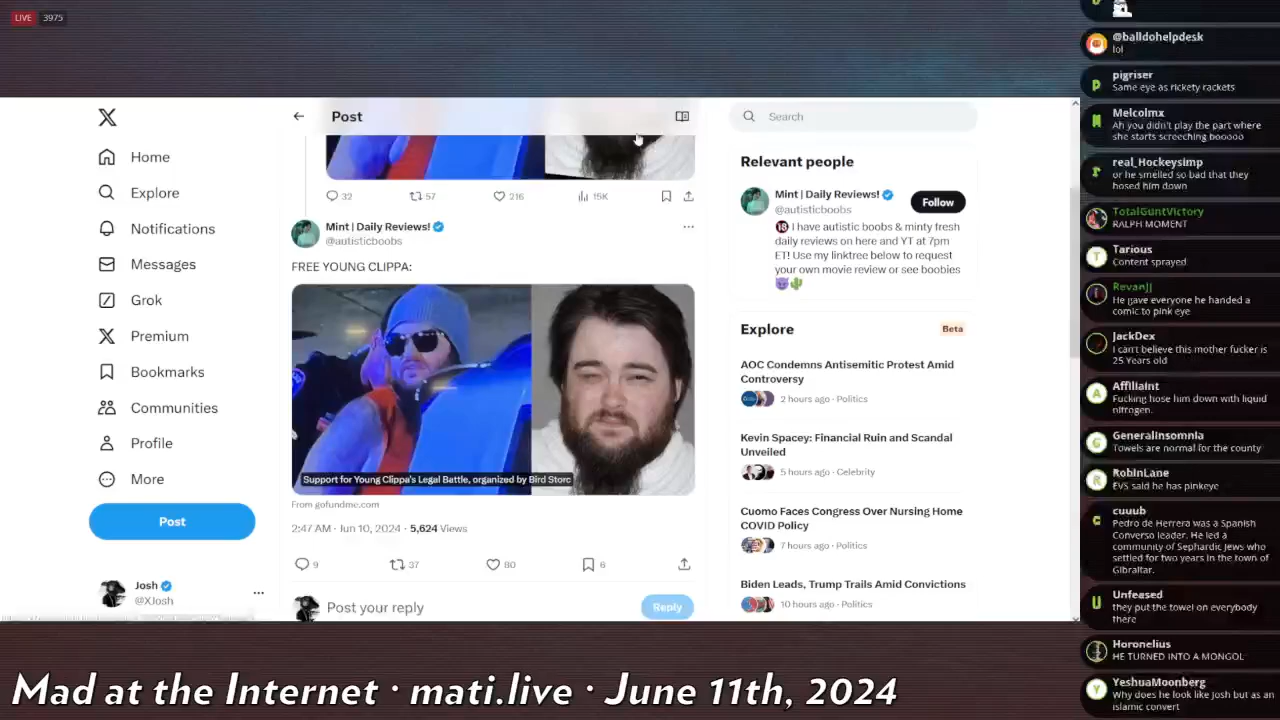 LIVE 3975
Home
Explore
Notifications
Messages
Grok
Premium
Bookmarks
Communities
Profile
More
Post
Josh
@XJosh
Post
32 57 216 15K
Mint | Daily Reviews!
@autisticboobs
FREE YOUNG CLIPPA:
Support for Young Clippa's Legal Battle, organized by Bird Storc
From gofundme.com
2:47 AM · Jun 10, 2024 · 5,624 Views
9 37 80 6
Post your reply
Reply
Search
Relevant people
Mint | Daily Reviews!
@autisticboobs
Follow
🔞 I have autistic boobs & minty fresh
daily reviews on here and YT at 7pm
ET! Use my linktree below to request
your own movie review or see boobies
😈🌵
Explore
Beta
AOC Condemns Antisemitic Protest Amid
Controversy
2 hours ago · Politics
Kevin Spacey: Financial Ruin and Scandal
Unveiled
5 hours ago · Celebrity
Cuomo Faces Congress Over Nursing Home
COVID Policy
7 hours ago · Politics
Biden Leads, Trump Trails Amid Convictions
10 hours ago · Politics
@balldohelpdesk
lol
pigriser
Same eye as rickety rackets
Melcolmx
Ah you didn't play the part where
she starts screeching booooo
real_Hockeysimp
or he smelled so bad that they
hosed him down
TotalGuntVictory
RALPH MOMENT
Tarious
Content sprayed
RevanJJ
He gave everyone he handed a
comic to pink eye
JackDex
I can't believe this mother fucker is
25 Years old
Affiliaint
Fucking hose him down with liquid
nitrogen.
GeneralInsomnia
Towels are normal for the county
RobinLane
EVS said he has pinkeye
cuuub
Pedro de Herrera was a Spanish
Converso leader. He led a
community of Sephardic Jews who
settled for two years in the town of
Gibraltar.
Unfeased
they put the towel on everybody
there
Horonelius
HE TURNED INTO A MONGOL
YeshuaMoonberg
Why does he look like Josh but as an
islamic convert
Mad at the Internet · mati.live · June 11th, 2024